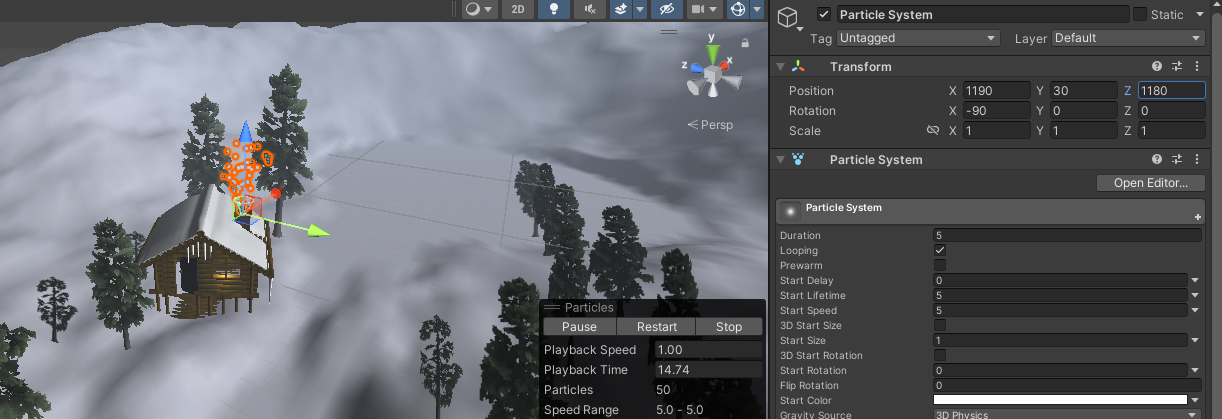 2D
Particle System Static
Tag Untagged Layer Default
Transform
Position X 1190 Y 30 Z 1180
Rotation X -90 Y 0 Z 0
Scale X 1 Y 1 Z 1
Particle System
Open Editor...
Particle System
Duration 5
Looping
Prewarm
Start Delay 0
Start Lifetime 5
Start Speed 5
3D Start Size
Start Size 1
3D Start Rotation
Start Rotation 0
Flip Rotation 0
Start Color
Gravity Source 3D Physics
y
z x
Persp
Particles
Pause Restart Stop
Playback Speed 1.00
Playback Time 14.74
Particles 50
Speed Range 5.0 - 5.0